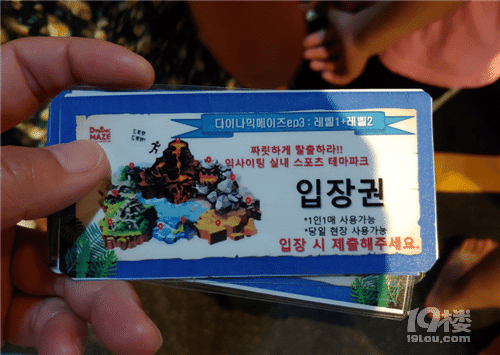 다이나믹메이즈ep3 : 레벨1+레벨2
DYNAMIC
MAZE
짜릿하게 탈출하라!!
익사이팅 실내 스포츠 테마파크
입장권
*1인1매 사용가능
*당일 현장 사용가능
입장 시 제출해주세요.
19楼
19lou.com